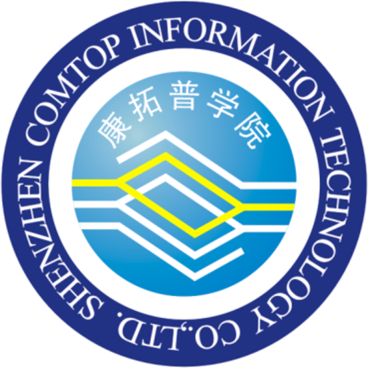 SHENZHEN COMTOP INFORMATION TECHNOLOGY CO.,LTD.
康拓普学院